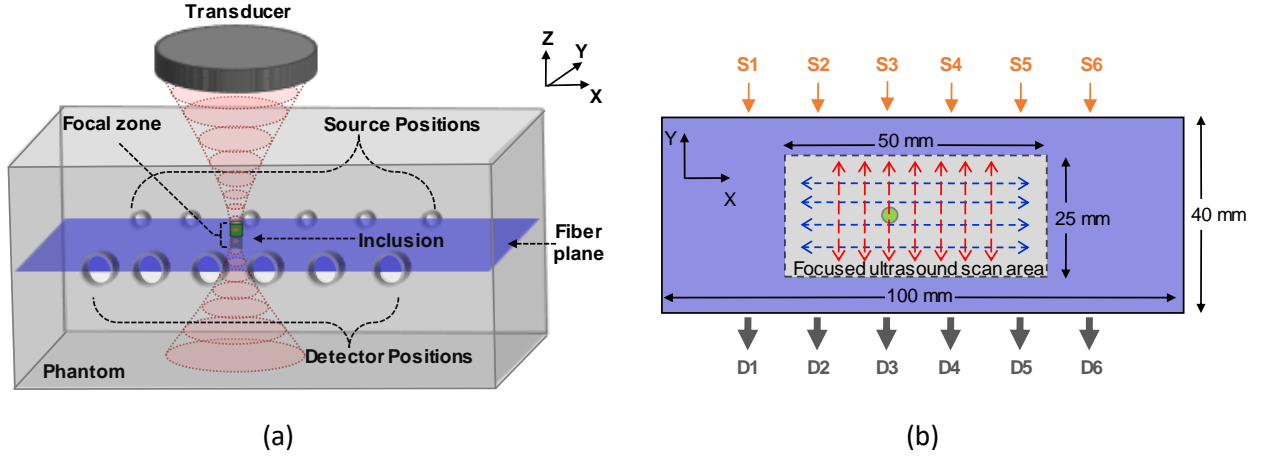 Transducer
Z
Y
X
Focal zone
Source Positions
Inclusion
Fiber
plane
Detector Positions
Phantom
(a)
S1 S2 S3 S4 S5 S6
Y
X
50 mm
25 mm
40 mm
Focused ultrasound scan area
100 mm
D1 D2 D3 D4 D5 D6
(b)